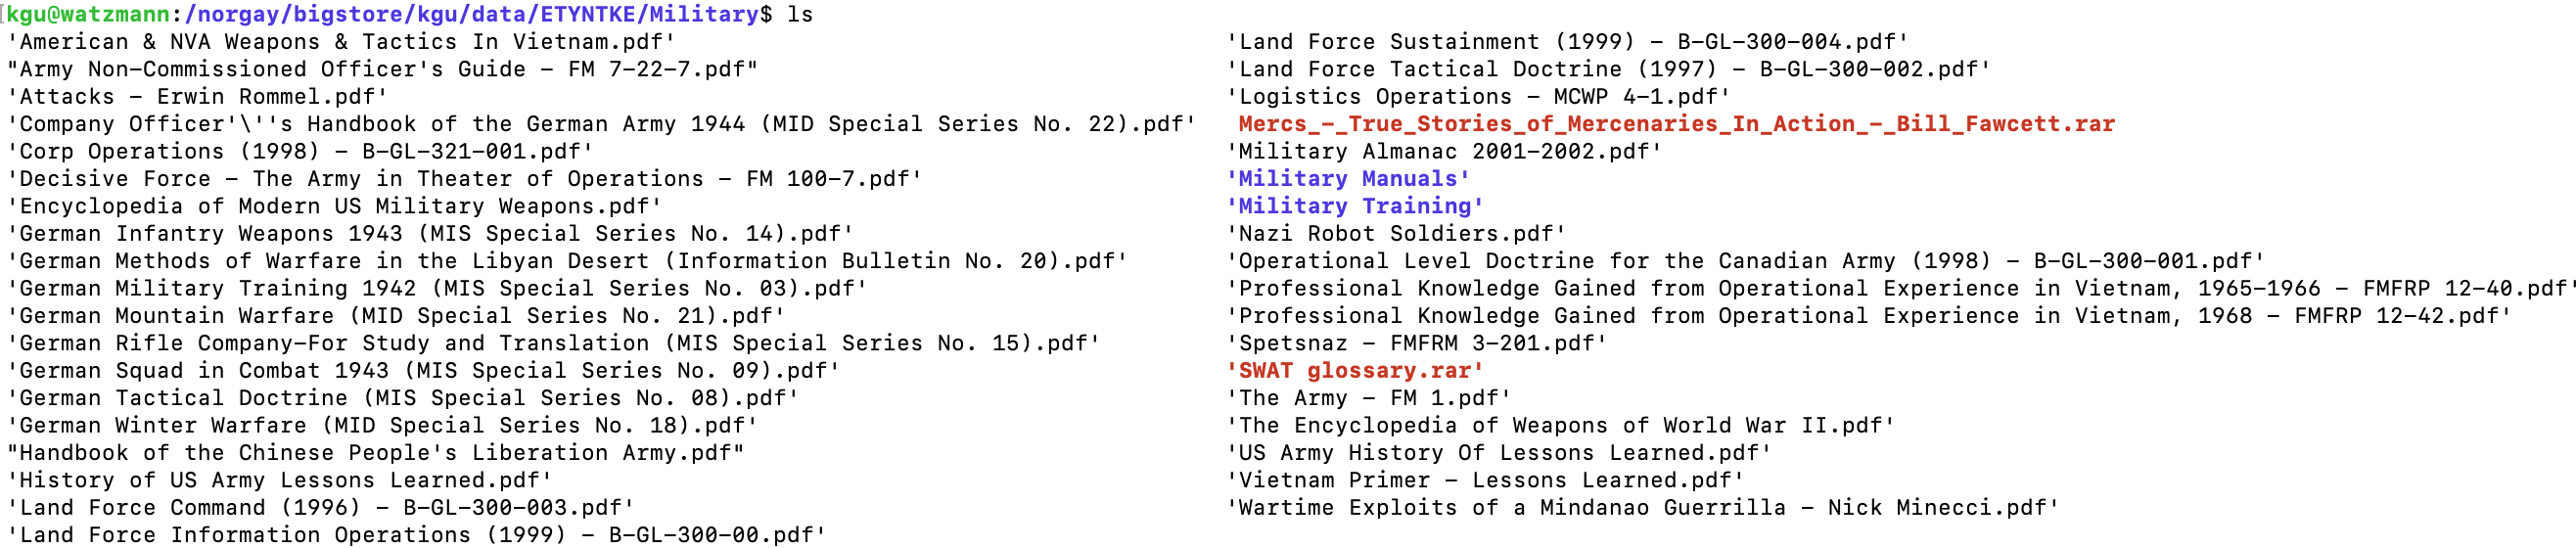 kgu@watzmann:/norgay/bigstore/kgu/data/ETYNTKE/Military$ ls
'American & NVA Weapons & Tactics In Vietnam.pdf'
"Army Non-Commissioned Officer's Guide - FM 7-22-7.pdf"
'Attacks - Erwin Rommel.pdf'
'Company Officer'\''s Handbook of the German Army 1944 (MID Special Series No. 22).pdf'
'Corp Operations (1998) - B-GL-321-001.pdf'
'Decisive Force - The Army in Theater of Operations - FM 100-7.pdf'
'Encyclopedia of Modern US Military Weapons.pdf'
'German Infantry Weapons 1943 (MIS Special Series No. 14).pdf'
'German Methods of Warfare in the Libyan Desert (Information Bulletin No. 20).pdf'
'German Military Training 1942 (MIS Special Series No. 03).pdf'
'German Mountain Warfare (MID Special Series No. 21).pdf'
'German Rifle Company-For Study and Translation (MIS Special Series No. 15).pdf'
'German Squad in Combat 1943 (MIS Special Series No. 09).pdf'
'German Tactical Doctrine (MIS Special Series No. 08).pdf'
'German Winter Warfare (MID Special Series No. 18).pdf'
"Handbook of the Chinese People's Liberation Army.pdf"
'History of US Army Lessons Learned.pdf'
'Land Force Command (1996) - B-GL-300-003.pdf'
'Land Force Information Operations (1999) - B-GL-300-00.pdf'
'Land Force Sustainment (1999) - B-GL-300-004.pdf'
'Land Force Tactical Doctrine (1997) - B-GL-300-002.pdf'
'Logistics Operations - MCWP 4-1.pdf'
Mercs_-_True_Stories_of_Mercenaries_In_Action_-_Bill_Fawcett.rar
'Military Almanac 2001-2002.pdf'
'Military Manuals'
'Military Training'
'Nazi Robot Soldiers.pdf'
'Operational Level Doctrine for the Canadian Army (1998) - B-GL-300-001.pdf'
'Professional Knowledge Gained from Operational Experience in Vietnam, 1965-1966 - FMFRP 12-40.pdf'
'Professional Knowledge Gained from Operational Experience in Vietnam, 1968 - FMFRP 12-42.pdf'
'Spetsnaz - FMFRM 3-201.pdf'
'SWAT glossary.rar'
'The Army - FM 1.pdf'
'The Encyclopedia of Weapons of World War II.pdf'
'US Army History Of Lessons Learned.pdf'
'Vietnam Primer - Lessons Learned.pdf'
'Wartime Exploits of a Mindanao Guerrilla - Nick Minecci.pdf'